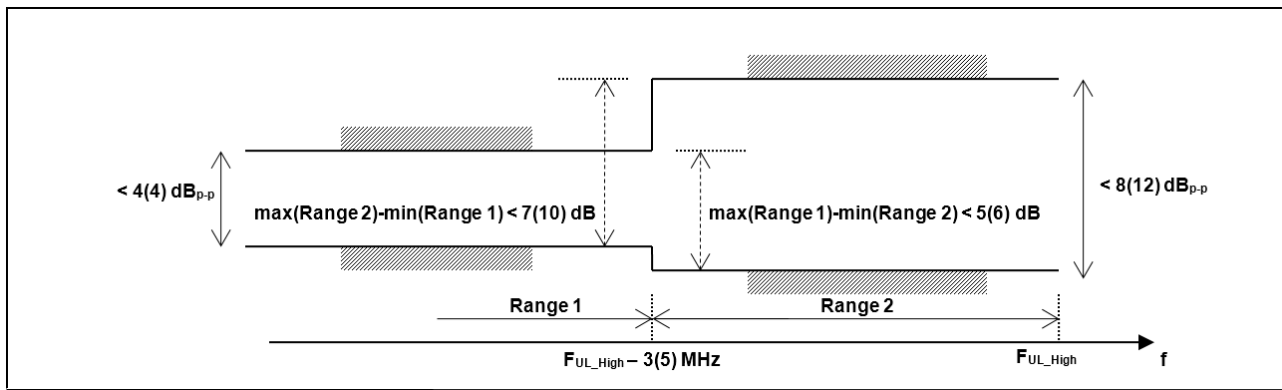 < 4(4) dBp-p
max(Range 2)-min(Range 1) < 7(10) dB
max(Range 1)-min(Range 2) < 5(6) dB
< 8(12) dBp-p
Range 1
Range 2
FUL_High – 3(5) MHz
FUL_High
f